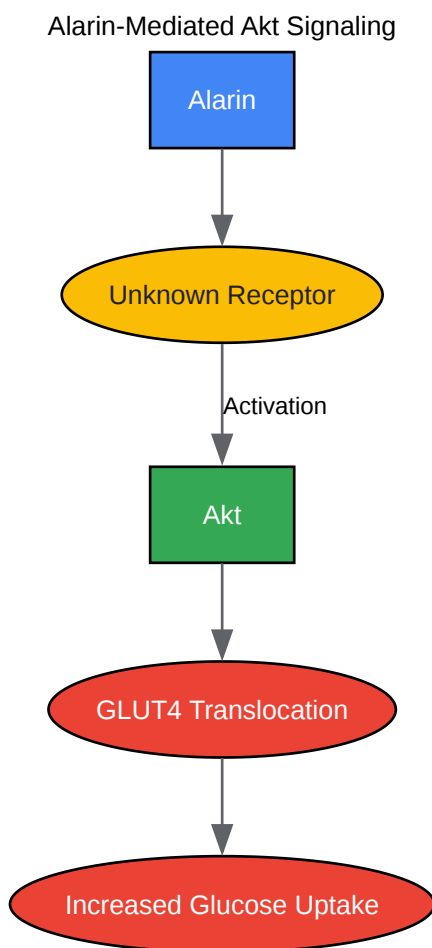 Alarin-Mediated Akt Signaling
Alarin
Unknown Receptor
Activation
Akt
GLUT4 Translocation
Increased Glucose Uptake